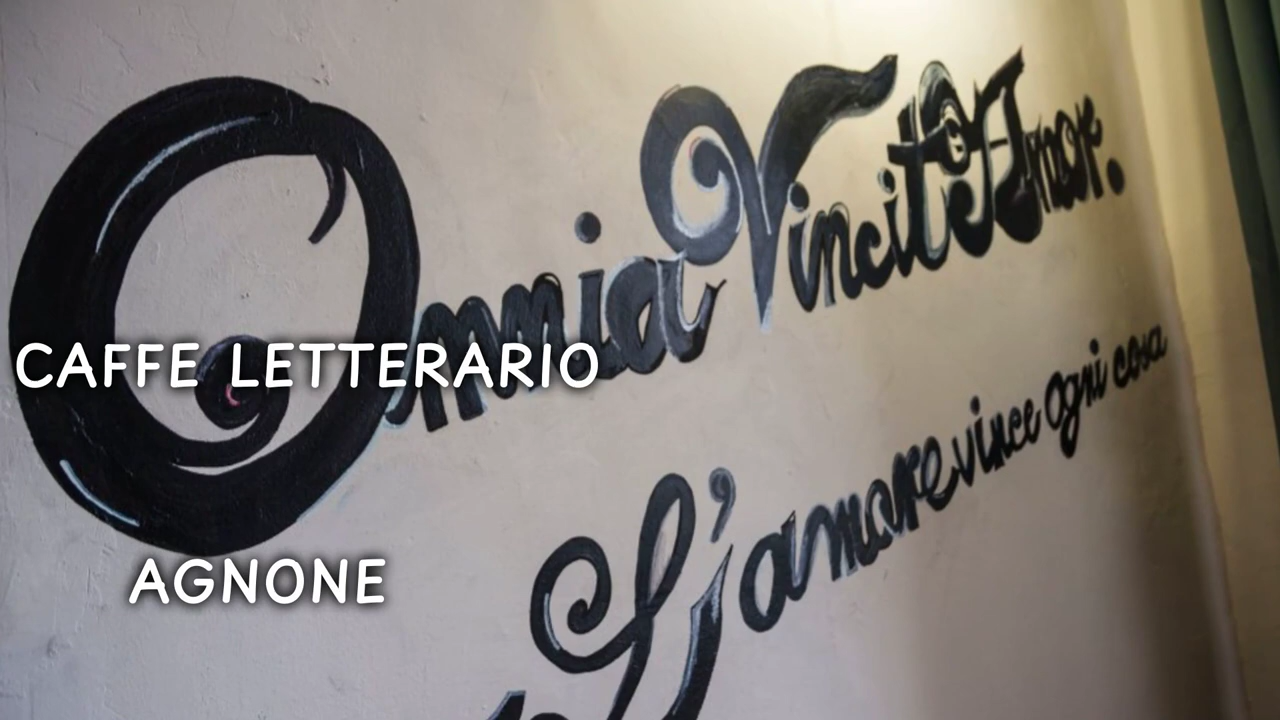 Omnia Vincit Amor.
CAFFE LETTERARIO
L'amore vince ogni cosa
AGNONE